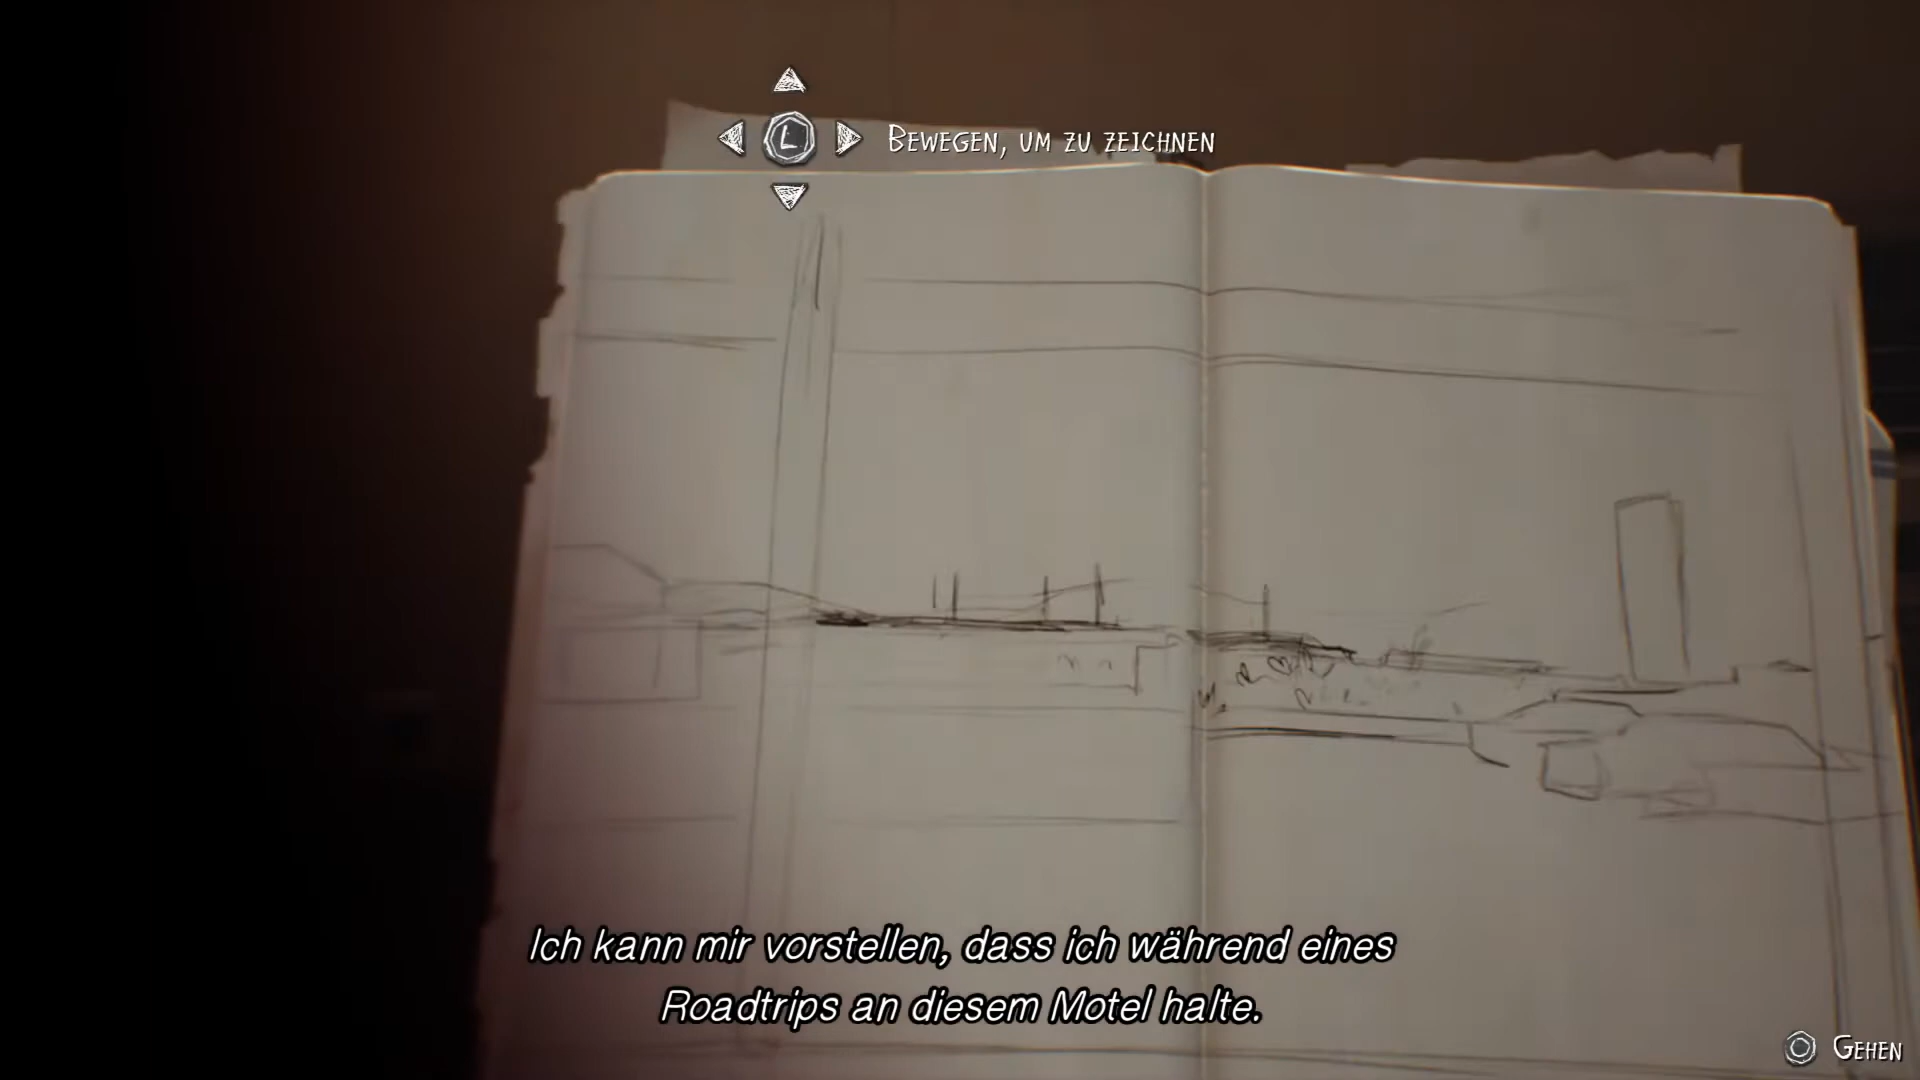 L BEWEGEN, UM ZU ZEICHNEN
Ich kann mir vorstellen, dass ich während eines
Roadtrips an diesem Motel halte.
GEHEN